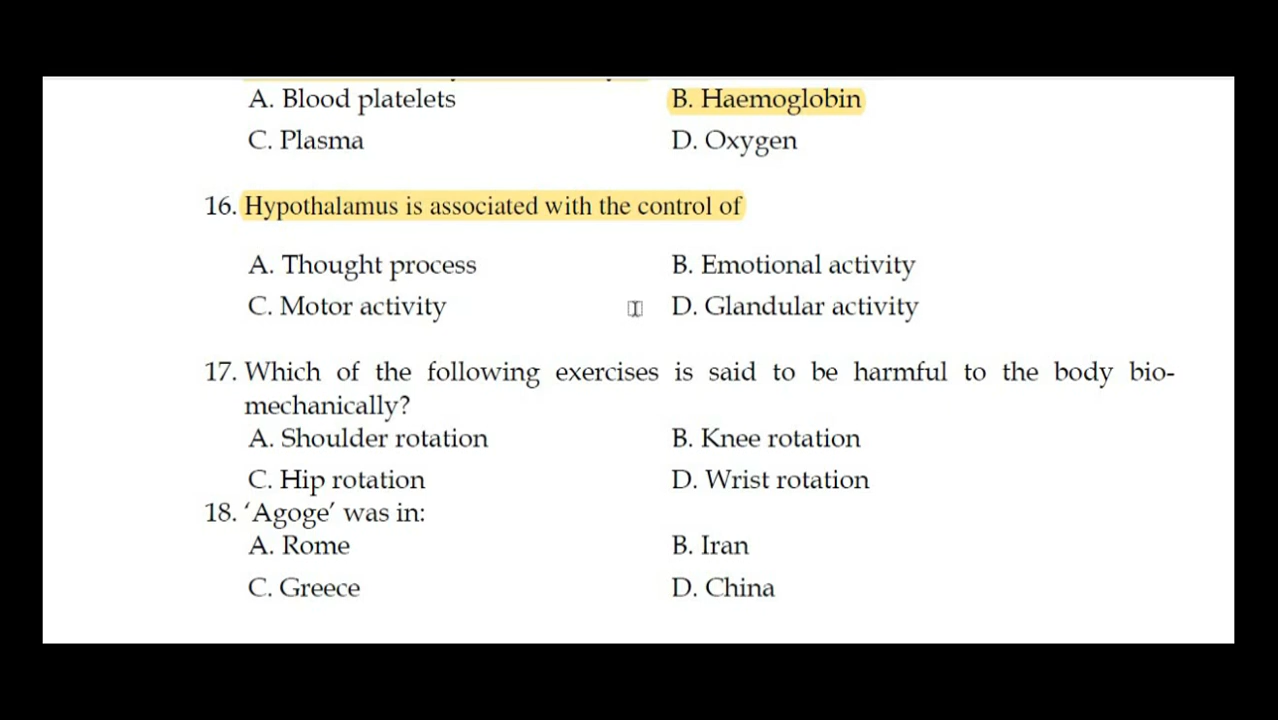 A. Blood platelets B. Haemoglobin
C. Plasma D. Oxygen
16. Hypothalamus is associated with the control of
A. Thought process B. Emotional activity
C. Motor activity D. Glandular activity
17. Which of the following exercises is said to be harmful to the body bio-
mechanically?
A. Shoulder rotation B. Knee rotation
C. Hip rotation D. Wrist rotation
18. ‘Agoge’ was in:
A. Rome B. Iran
C. Greece D. China